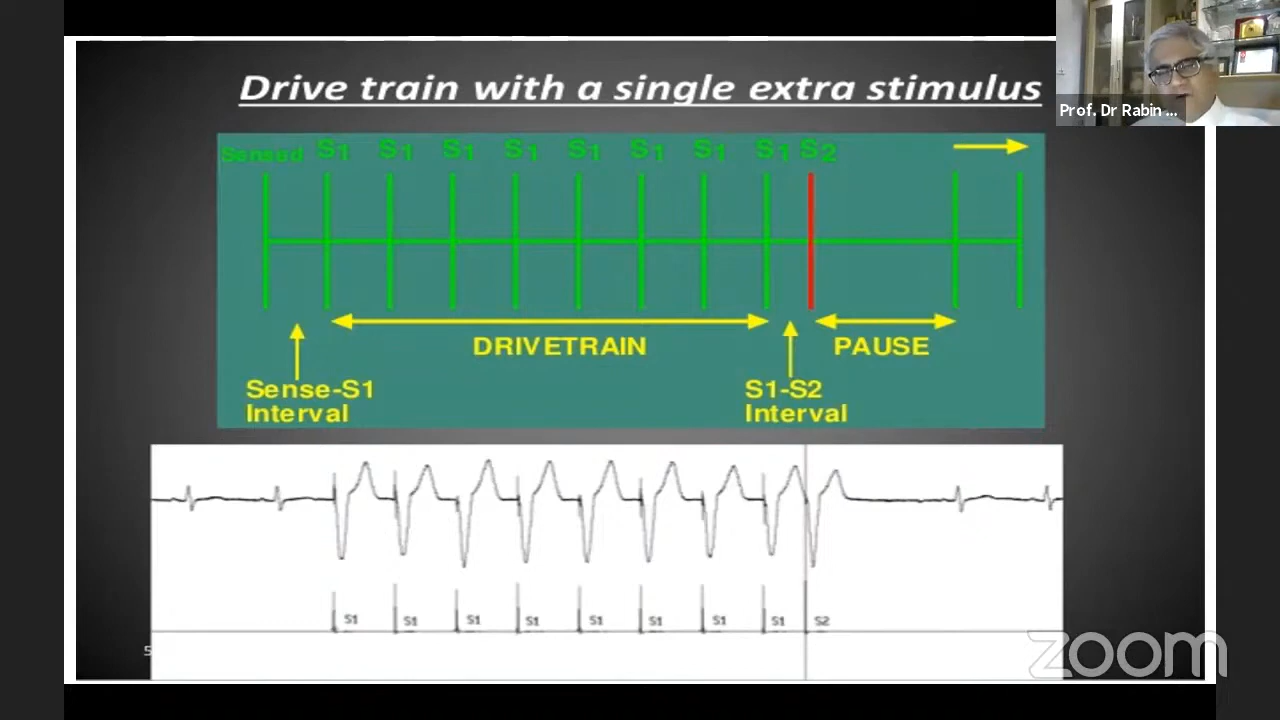 Drive train with a single extra stimulus
Prof. Dr Rabin ...
Sensed S1 S1 S1 S1 S1 S1 S1 S1 S2
DRIVETRAIN PAUSE
Sense-S1
Interval
S1-S2
Interval
S1 S1 S1 S1 S1 S1 S1 S1 S2
5
zoom